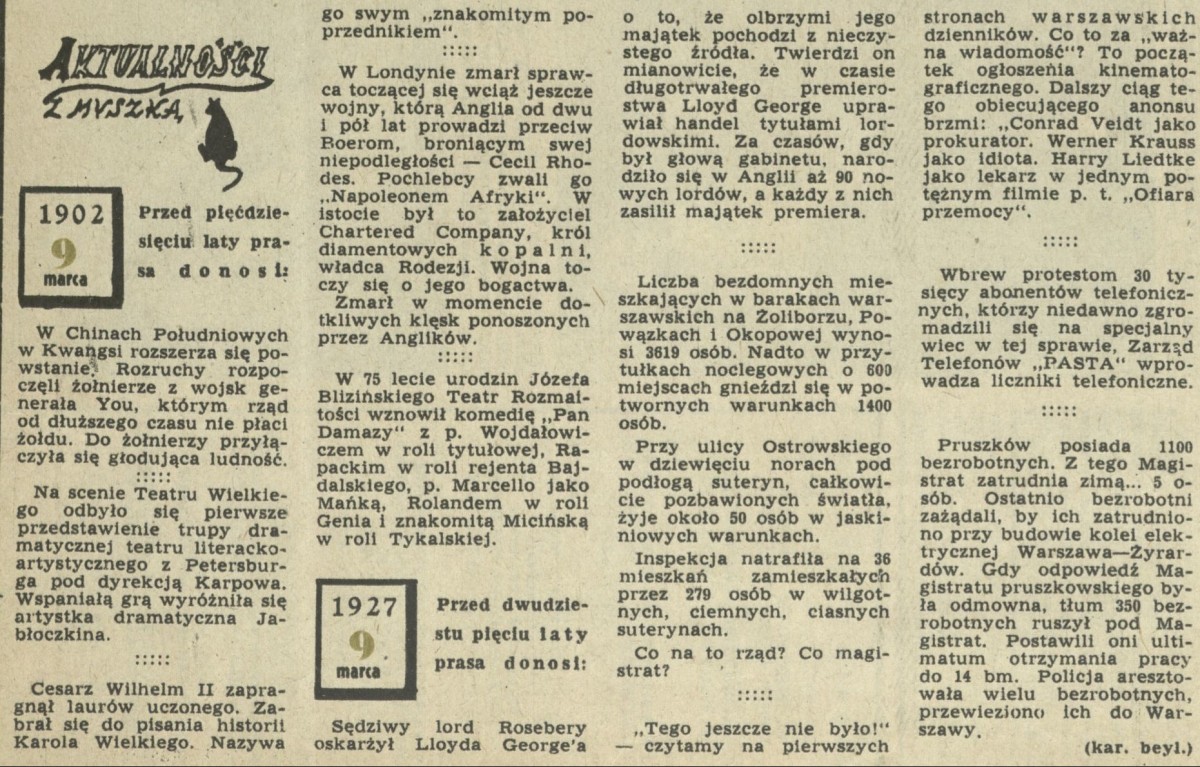 AKTUALNOŚCI
Z MYSZKĄ
1902
9
marca
Przed pięćdzie-
sięciu laty pra-
sa donosi:
W Chinach Południowych
w Kwangsi rozszerza się po-
wstanie. Rozruchy rozpo-
częli żołnierze z wojsk ge-
nerała You, którym rząd
od dłuższego czasu nie płaci
żołdu. Do żołnierzy przyłą-
czyła się głodująca ludność.
:::::
Na scenie Teatru Wielkie-
go odbyło się pierwsze
przedstawienie trupy dra-
matycznej teatru literacko-
artystycznego z Petersbur-
ga pod dyrekcją Karpowa.
Wspaniałą grą wyróżniła się
artystka dramatyczna Ja-
błoczkina.
:::::
Cesarz Wilhelm II zapra-
gnął laurów uczonego. Za-
brał się do pisania historii
Karola Wielkiego. Nazywa
go swym „znakomitym po-
przednikiem“.
:::::
W Londynie zmarł spraw-
ca toczącej się wciąż jeszcze
wojny, którą Anglia od dwu
i pół lat prowadzi przeciw
Boerom, broniącym swej
niepodległości — Cecil Rho-
des. Pochlebcy zwali go
„Napoleonem Afryki“. W
istocie był to założyciel
Chartered Company, król
diamentowych kopalni,
władca Rodezji. Wojna to-
czy się o jego bogactwa.
Zmarł w momencie do-
tkliwych klęsk ponoszonych
przez Anglików.
:::::
W 75 lecie urodzin Józefa
Blizińskiego Teatr Rozmai-
tości wznowił komedię „Pan
Damazy“ z p. Wojdałowi-
czem w roli tytułowej, Ra-
packim w roli rejenta Baj-
dalskiego, p. Marcello jako
Mańką, Rolandem w roli
Genia i znakomitą Micińską
w roli Tykalskiej.
1927
9
marca
Przed dwudzie-
stu pięciu laty
prasa donosi:
Sędziwy lord Rosebery
oskarżył Lloyda George'a
o to, że olbrzymi jego
majątek pochodzi z nieczy-
stego źródła. Twierdzi on
mianowicie, że w czasie
długotrwałego premiero-
stwa Lloyd George upra-
wiał handel tytułami lor-
dowskimi. Za czasów, gdy
był głową gabinetu, naro-
dziło się w Anglii aż 90 no-
wych lordów, a każdy z nich
zasilił majątek premiera.
:::::
Liczba bezdomnych mie-
szkających w barakach war-
szawskich na Żoliborzu, Po-
wązkach i Okopowej wyno-
si 3619 osób. Nadto w przy-
tułkach noclegowych o 600
miejscach gnieździ się w po-
twornych warunkach 1400
osób.
Przy ulicy Ostrowskiego
w dziewięciu norach pod
podłogą suteryn, całkowi-
cie pozbawionych światła,
żyje około 50 osób w jaski-
niowych warunkach.
Inspekcja natrafiła na 36
mieszkań zamieszkałych
przez 279 osób w wilgot-
nych, ciemnych, ciasnych
suterynach.
Co na to rząd? Co magi-
strat?
:::::
„Tego jeszcze nie było!“
— czytamy na pierwszych
stronach warszawskich
dzienników. Co to za „waż-
na wiadomość“? To począ-
tek ogłoszenia kinemato-
graficznego. Dalszy ciąg te-
go obiecującego anonsu
brzmi: „Conrad Veidt jako
prokurator. Werner Krauss
jako idiota. Harry Liedtke
jako lekarz w jednym po-
tężnym filmie p. t. „Ofiara
przemocy“.
:::::
Wbrew protestom 30 ty-
sięcy abonentów telefonicz-
nych, którzy niedawno zgro-
madzili się na specjalny
wiec w tej sprawie, Zarząd
Telefonów „PASTA“ wpro-
wadza liczniki telefoniczne.
:::::
Pruszków posiada 1100
bezrobotnych. Z tego Magi-
strat zatrudnia zimą... 5 o-
sób. Ostatnio bezrobotni
zażądali, by ich zatrudnio-
no przy budowie kolei elek-
trycznej Warszawa—Żyrar-
dów. Gdy odpowiedź Ma-
gistratu pruszkowskiego by-
ła odmowna, tłum 350 bez-
robotnych ruszył pod Ma-
gistrat. Postawili oni ulti-
matum otrzymania pracy
do 14 bm. Policja areszto-
wała wielu bezrobotnych,
przewieziono ich do War-
szawy.
(kar. beyl.)